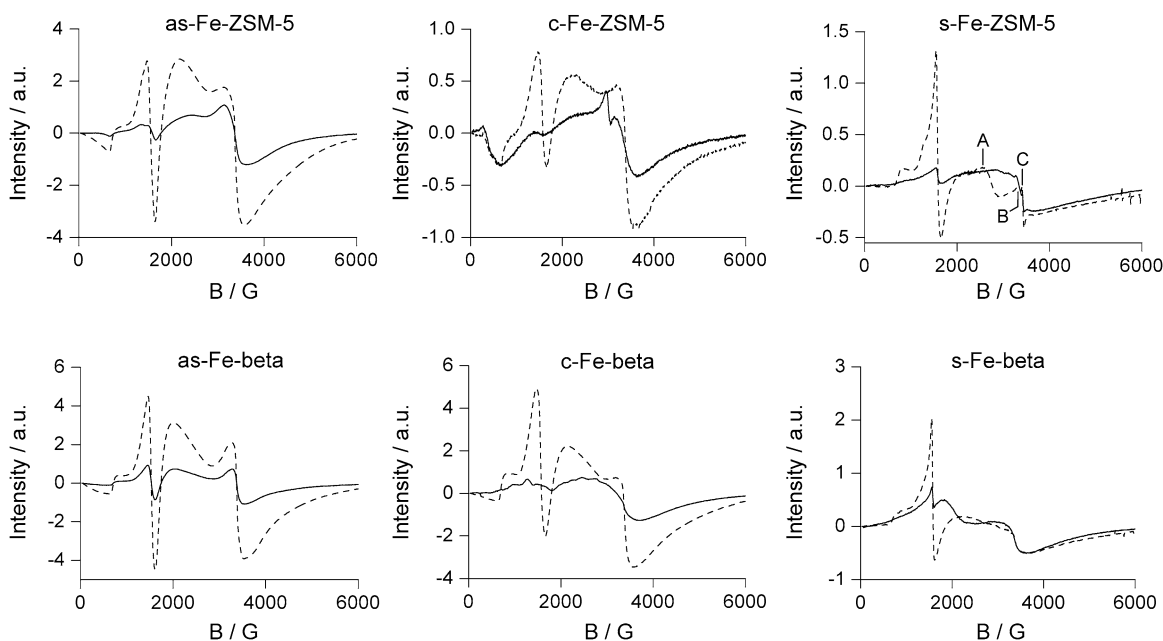 as-Fe-ZSM-5
c-Fe-ZSM-5
s-Fe-ZSM-5
Intensity / a.u.
4
2
0
-2
-4
0 2000 4000 6000
B / G
Intensity / a.u.
1.0
0.5
0.0
-0.5
-1.0
0 2000 4000 6000
B / G
Intensity / a.u.
1.5
1.0
0.5
0.0
-0.5
A
C
B
0 2000 4000 6000
B / G
as-Fe-beta
c-Fe-beta
s-Fe-beta
Intensity / a.u.
6
4
2
0
-2
-4
0 2000 4000 6000
B / G
Intensity / a.u.
6
4
2
0
-2
-4
0 2000 4000 6000
B / G
Intensity / a.u.
3
2
1
0
-1
0 2000 4000 6000
B / G